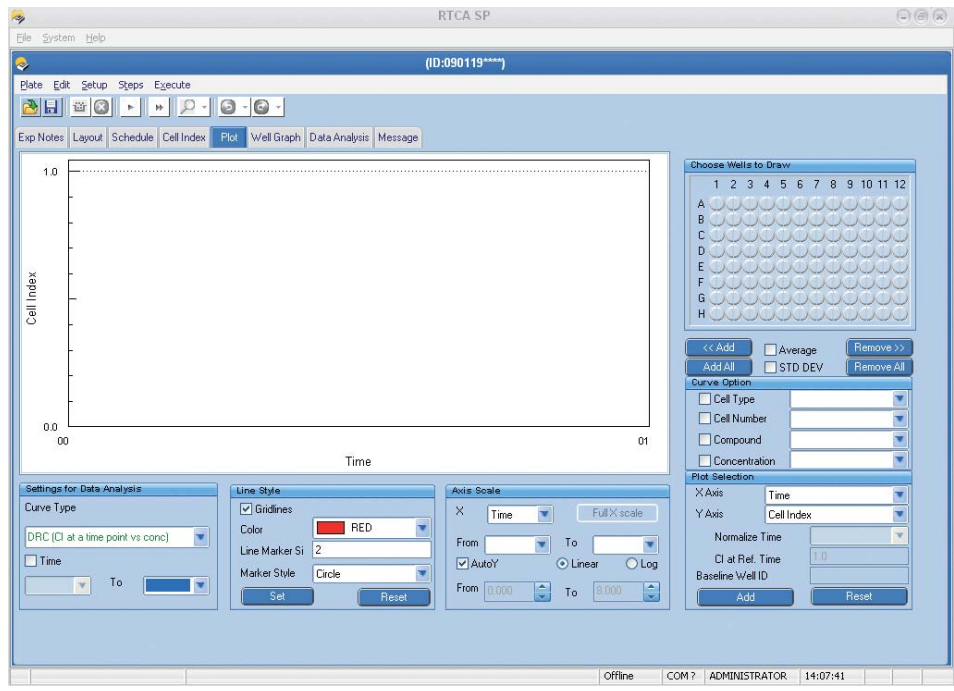 RTCA SP
File System Help
(ID:090119****)
Plate Edit Setup Steps Execute
Exp Notes Layout Schedule Cell Index Plot Well Graph Data Analysis Message
1.0
Cell Index
0.0
00 01
Time
Choose Wells to Draw
1 2 3 4 5 6 7 8 9 10 11 12
A
B
C
D
E
F
G
H
<< Add Average Remove >>
Add All STD DEV Remove All
Curve Option
Cell Type
Cell Number
Compound
Concentration
Settings for Data Analysis
Curve Type
DRC (CI at a time point vs conc)
Time
To
Line Style
Gridlines
Color RED
Line Marker Si 2
Marker Style Circle
Set Reset
Axis Scale
X Time Full X scale
From To
AutoY Linear Log
From 0.000 To 8.000
Plot Selection
X Axis Time
Y Axis Cell Index
Normalize Time
CI at Ref. Time 1.0
Baseline Well ID
Add Reset
Offline COM ? ADMINISTRATOR 14:07:41